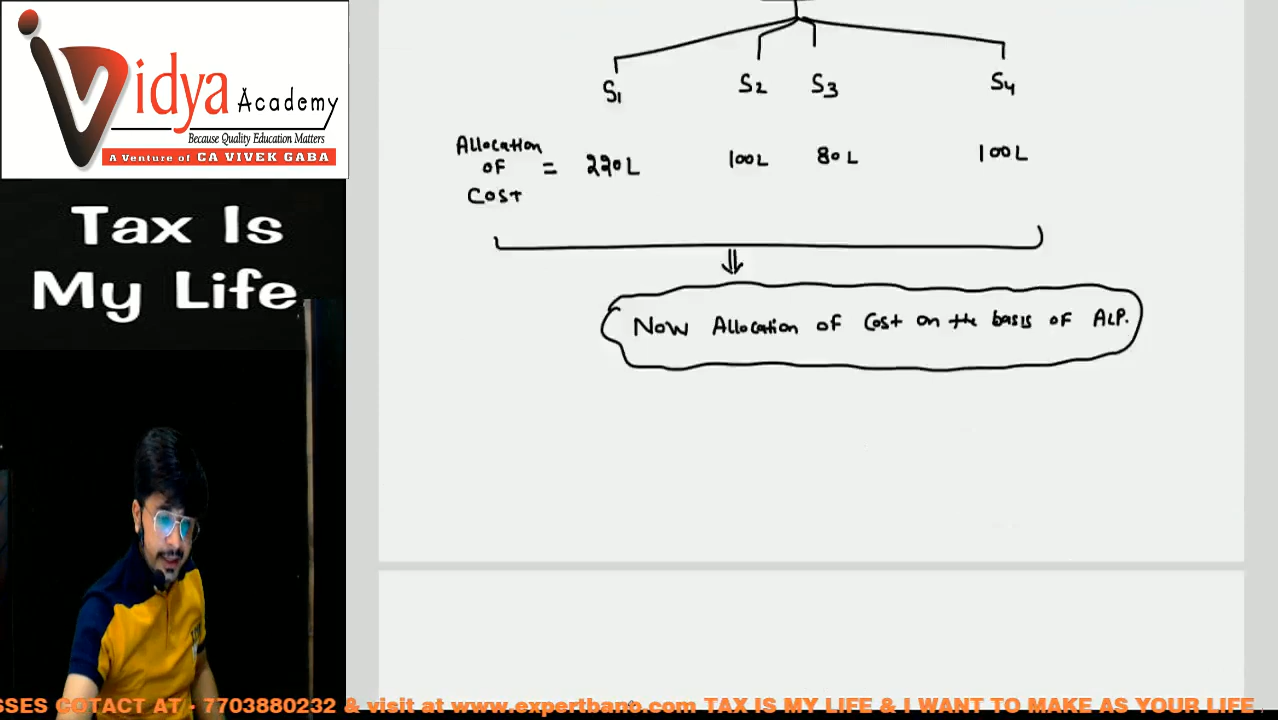 Vidya
Academy
Because Quality Education Matters
A Venture of CA VIVEK GABA
Tax Is
My Life
S1 S2 S3 S4
Allocation
OF = 220L 100L 80L 100L
Cost
Now Allocation of Cost on the basis of ALP.
SSES COTACT AT - 7703880232 & visit at www.expertbano.com TAX IS MY LIFE & I WANT TO MAKE AS YOUR LIFE